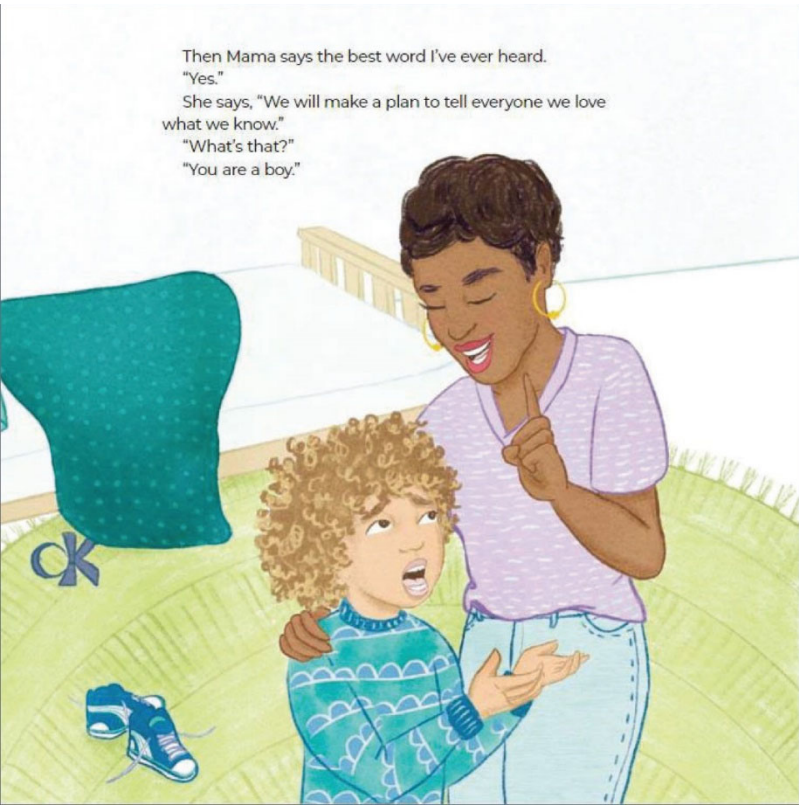 Then Mama says the best word I’ve ever heard.
“Yes.”
She says, “We will make a plan to tell everyone we love
what we know.”
“What’s that?”
“You are a boy.”
CK